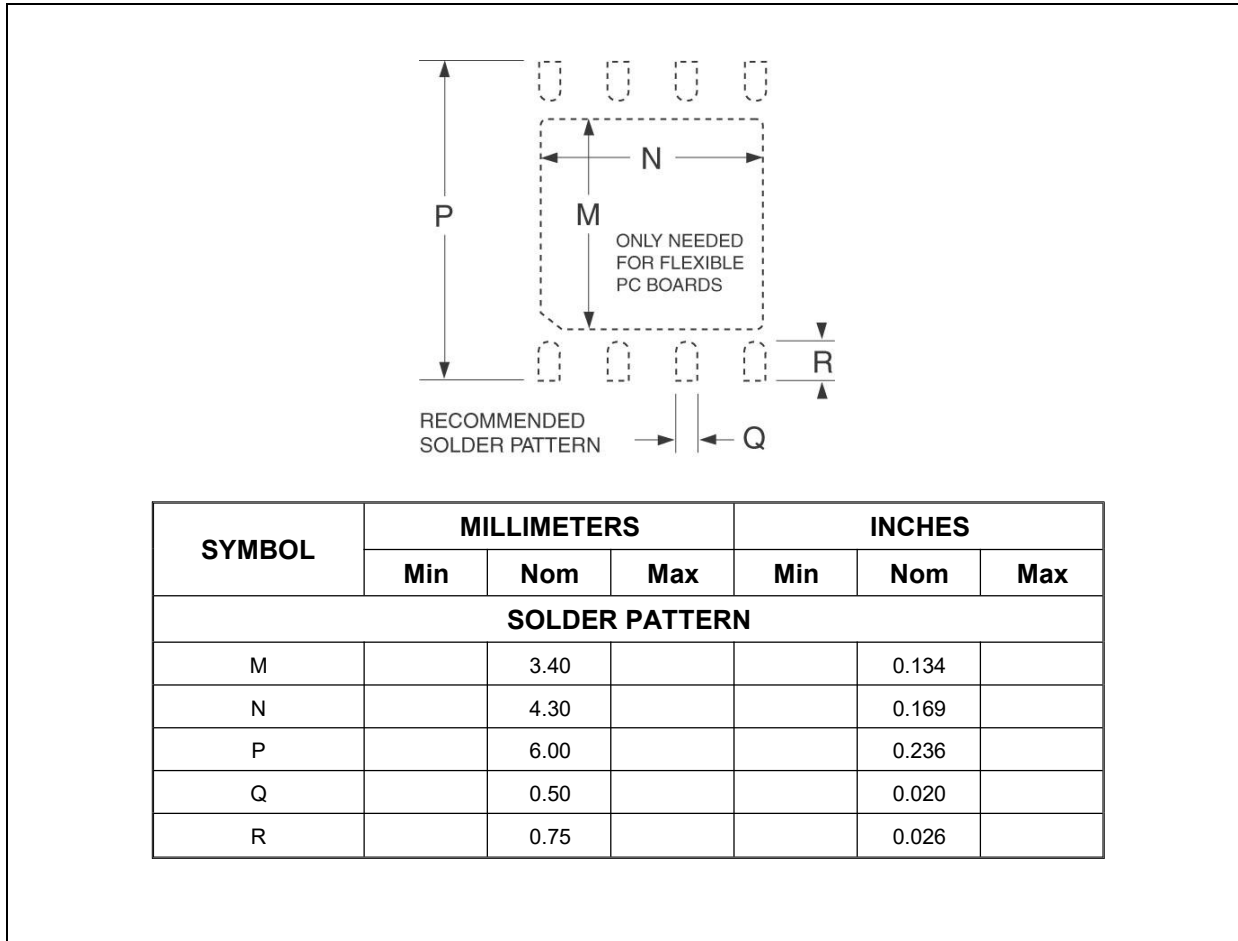 N
P
M
ONLY NEEDED
FOR FLEXIBLE
PC BOARDS
R
RECOMMENDED
SOLDER PATTERN
Q
SYMBOL MILLIMETERS INCHES
Min Nom Max Min Nom Max
SOLDER PATTERN
M 3.40 0.134
N 4.30 0.169
P 6.00 0.236
Q 0.50 0.020
R 0.75 0.026